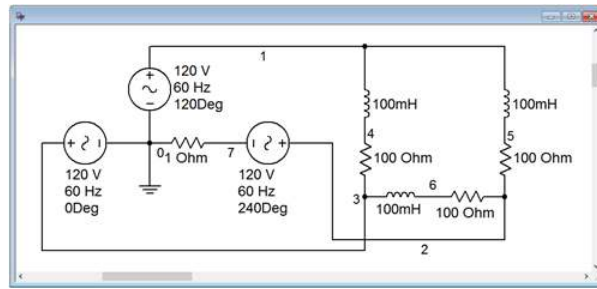 1
+
120 V
60 Hz
120Deg
−
100mH
100mH
4
5
+ −
0
1 Ohm
7
− +
100 Ohm
100 Ohm
120 V
60 Hz
0Deg
120 V
60 Hz
240Deg
3
6
100mH
100 Ohm
2